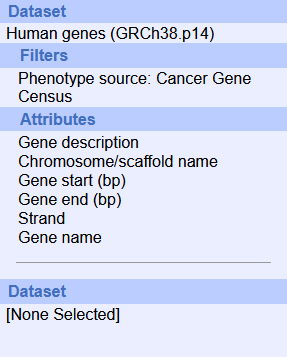 Dataset
Human genes (GRCh38.p14)
Filters
Phenotype source: Cancer Gene
Census
Attributes
Gene description
Chromosome/scaffold name
Gene start (bp)
Gene end (bp)
Strand
Gene name
Dataset
[None Selected]